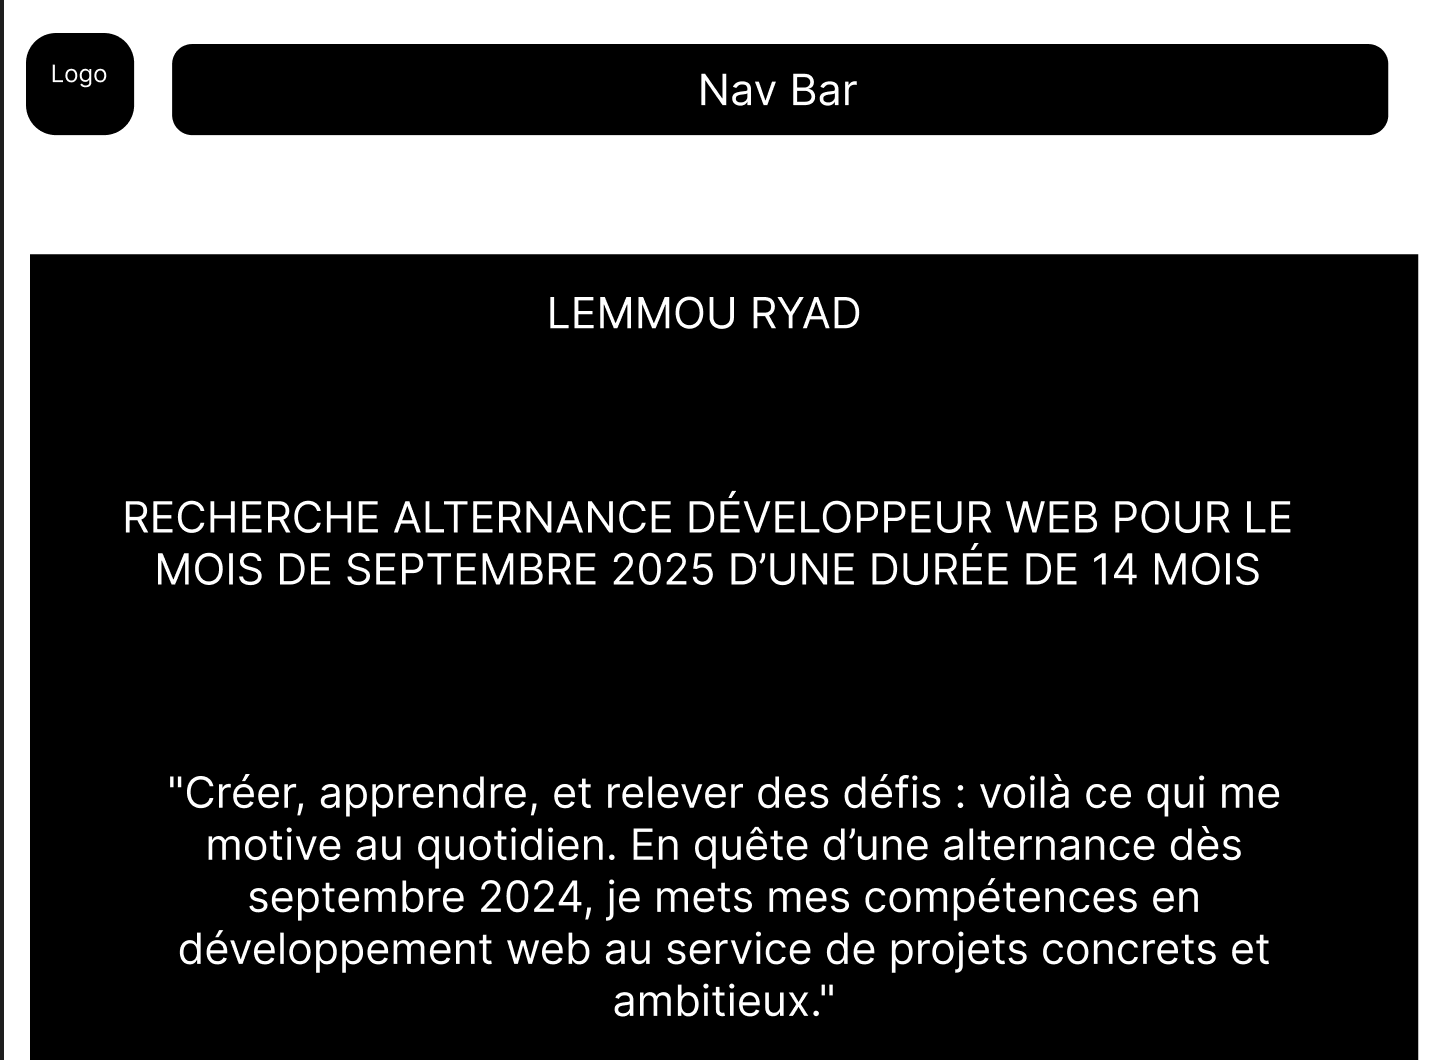 Logo
Nav Bar
LEMMOU RYAD
RECHERCHE ALTERNANCE DÉVELOPPEUR WEB POUR LE
MOIS DE SEPTEMBRE 2025 D’UNE DURÉE DE 14 MOIS
"Créer, apprendre, et relever des défis : voilà ce qui me
motive au quotidien. En quête d’une alternance dès
septembre 2024, je mets mes compétences en
développement web au service de projets concrets et
ambitieux."